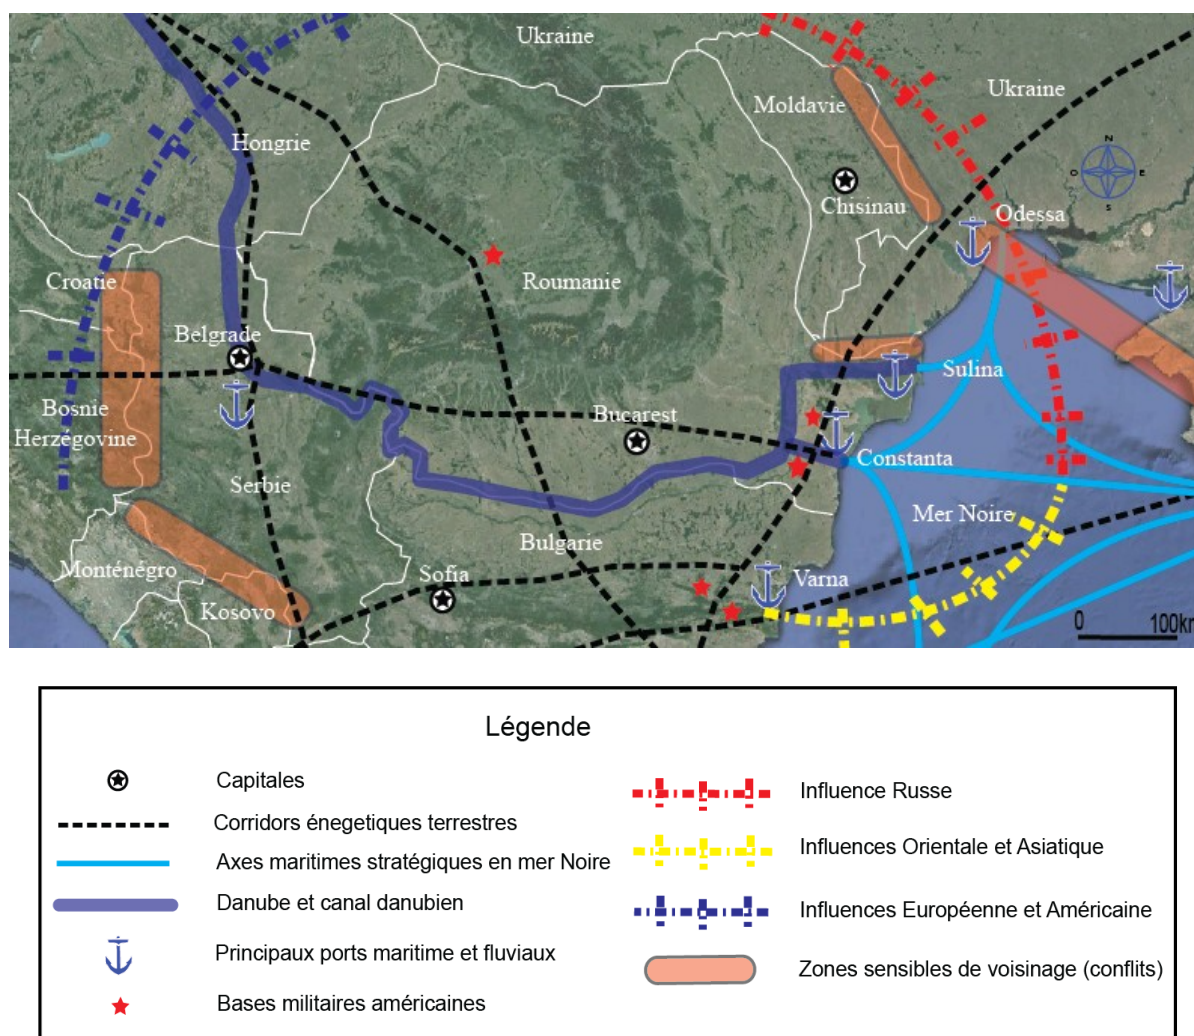 Ukraine
Ukraine
Moldavie
Hongrie
N
O
E
S
Chisinau
Odessa
Croatie
Roumanie
Belgrade
Sulina
Bosnie
Herzégovine
Bucarest
Constanta
Serbie
Mer Noire
Bulgarie
Monténégro
Sofia
Varna
Kosovo
0
100km
Légende
Capitales
Corridors énegetiques terrestres
Axes maritimes stratégiques en mer Noire
Danube et canal danubien
Principaux ports maritime et fluviaux
Bases militaires américaines
Influence Russe
Influences Orientale et Asiatique
Influences Européenne et Américaine
Zones sensibles de voisinage (conflits)